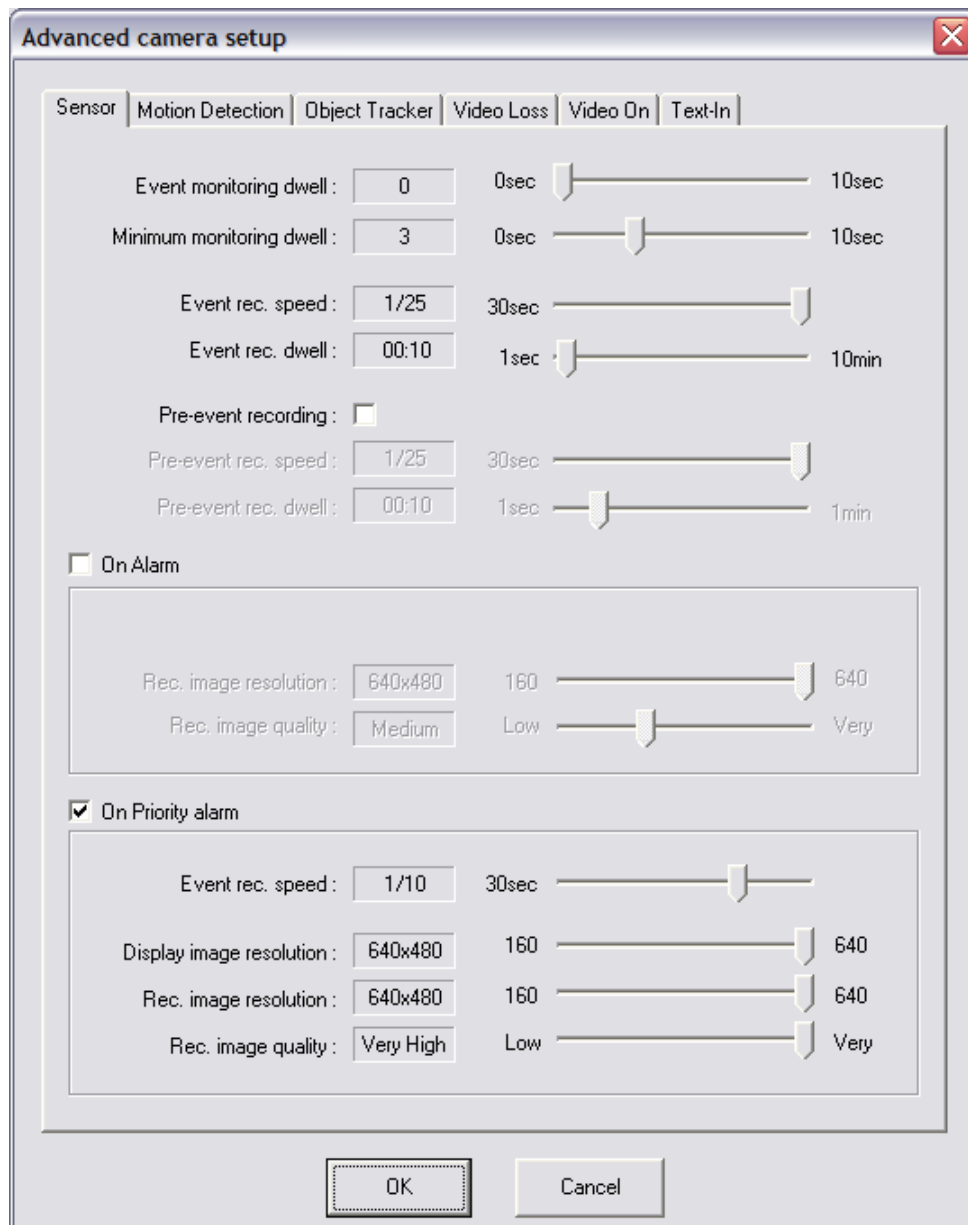 Advanced camera setup
Sensor Motion Detection Object Tracker Video Loss Video On Text-In
Event monitoring dwell : 0 0sec 10sec
Minimum monitoring dwell : 3 0sec 10sec
Event rec. speed : 1/25 30sec
Event rec. dwell : 00:10 1sec 10min
Pre-event recording :
Pre-event rec. speed : 1/25 30sec
Pre-event rec. dwell : 00:10 1sec 1min
On Alarm
Rec. image resolution : 640x480 160 640
Rec. image quality : Medium Low Very
On Priority alarm
Event rec. speed : 1/10 30sec
Display image resolution : 640x480 160 640
Rec. image resolution : 640x480 160 640
Rec. image quality : Very High Low Very
OK Cancel